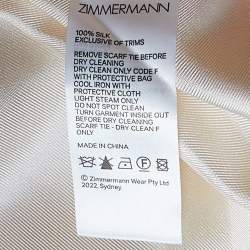 ZIMMERMANN
100% SILK
EXCLUSIVE OF TRIMS
REMOVE SCARF TIE BEFORE
DRY CLEANING
DRY CLEAN ONLY CODE F
WITH PROTECTIVE BAG
COOL IRON WITH
PROTECTIVE CLOTH
LIGHT STEAM ONLY
DO NOT SPOT CLEAN
TURN GARMENT INSIDE OUT
BEFORE DRY CLEANING
SCARF TIE - DRY CLEAN F
ONLY
MADE IN CHINA
F
© Zimmermann Wear Pty Ltd
2022, Sydney.